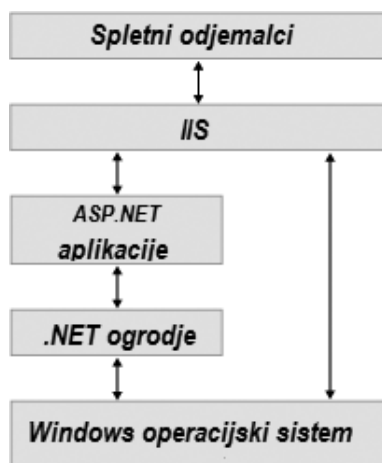 Spletni odjemalci
IIS
ASP.NET
aplikacije
.NET ogrodje
Windows operacijski sistem